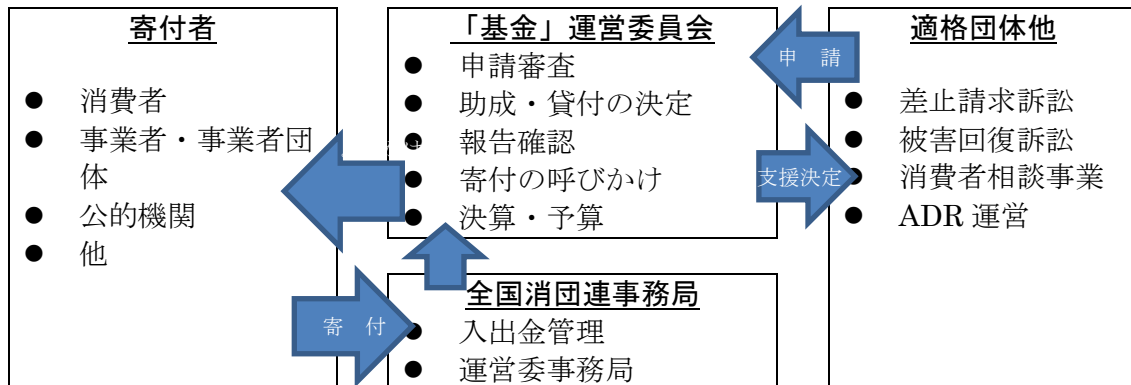 寄付者
● 消費者
● 事業者・事業者団
体
● 公的機関
● 他
「基金」運営委員会
● 申請審査
● 助成・貸付の決定
● 報告確認
● 寄付の呼びかけ
● 決算・予算
適格団体他
● 差止請求訴訟
● 被害回復訴訟
● 消費者相談事業
● ADR 運営
申 請
支援決定
全国消団連事務局
● 入出金管理
● 運営委事務局
寄 付